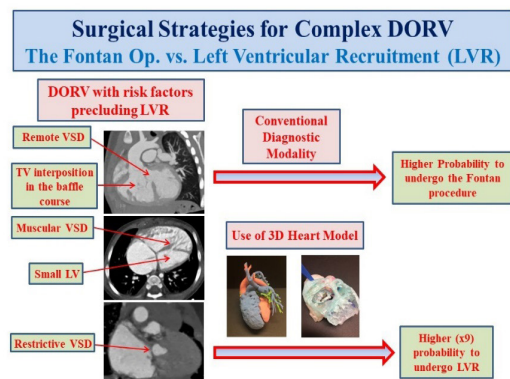 Surgical Strategies for Complex DORV
The Fontan Op. vs. Left Ventricular Recruitment (LVR)
DORV with risk factors
precluding LVR
Remote VSD
TV interposition
in the baffle
course
Muscular VSD
Small LV
Restrictive VSD
Conventional
Diagnostic
Modality
Higher Probability to
undergo the Fontan
procedure
Use of 3D Heart Model
Higher (x9)
probability to
undergo LVR